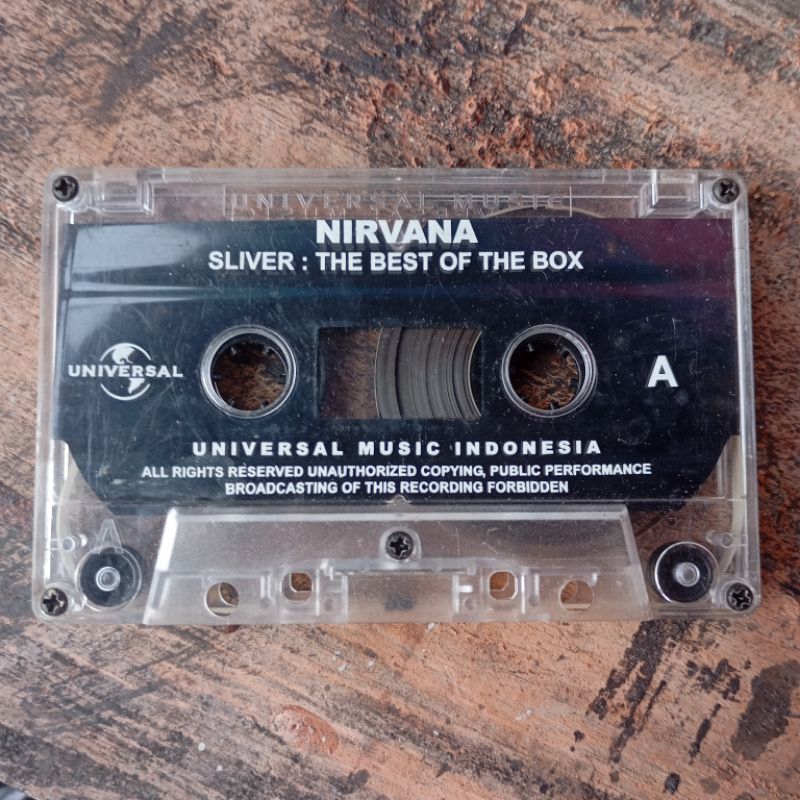 UNIVERSAL MUSIC
NIRVANA
SLIVER : THE BEST OF THE BOX
UNIVERSAL
A
UNIVERSAL MUSIC INDONESIA
ALL RIGHTS RESERVED UNAUTHORIZED COPYING, PUBLIC PERFORMANCE
BROADCASTING OF THIS RECORDING FORBIDDEN
A